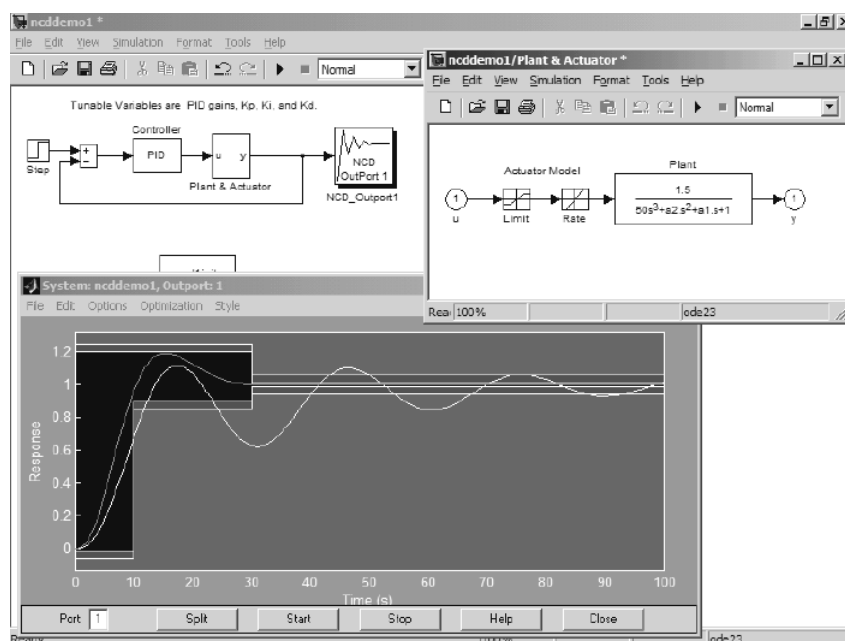 ncddemo1 *
File Edit View Simulation Format Tools Help
Normal
Tunable Variables are PID gains, Kp, Ki, and Kd.
Controller
Step
PID
u y
Plant & Actuator
NCD
OutPort 1
NCD_Outport1
ncddemo1/Plant & Actuator *
File Edit View Simulation Format Tools Help
Normal
Actuator Model
Plant
1
u
Limit
Rate
1.5
50s3+a2.s2+a1.s+1
1
y
100%
ode23
System: ncddemo1, Outport: 1
File Edit Options Optimization Style
1.2
1
0.8
0.6
0.4
0.2
0
Response
0 10 20 30 40 50 60 70 80 90 100
Time (s)
Port 1 Split Start Stop Help Close
ode23